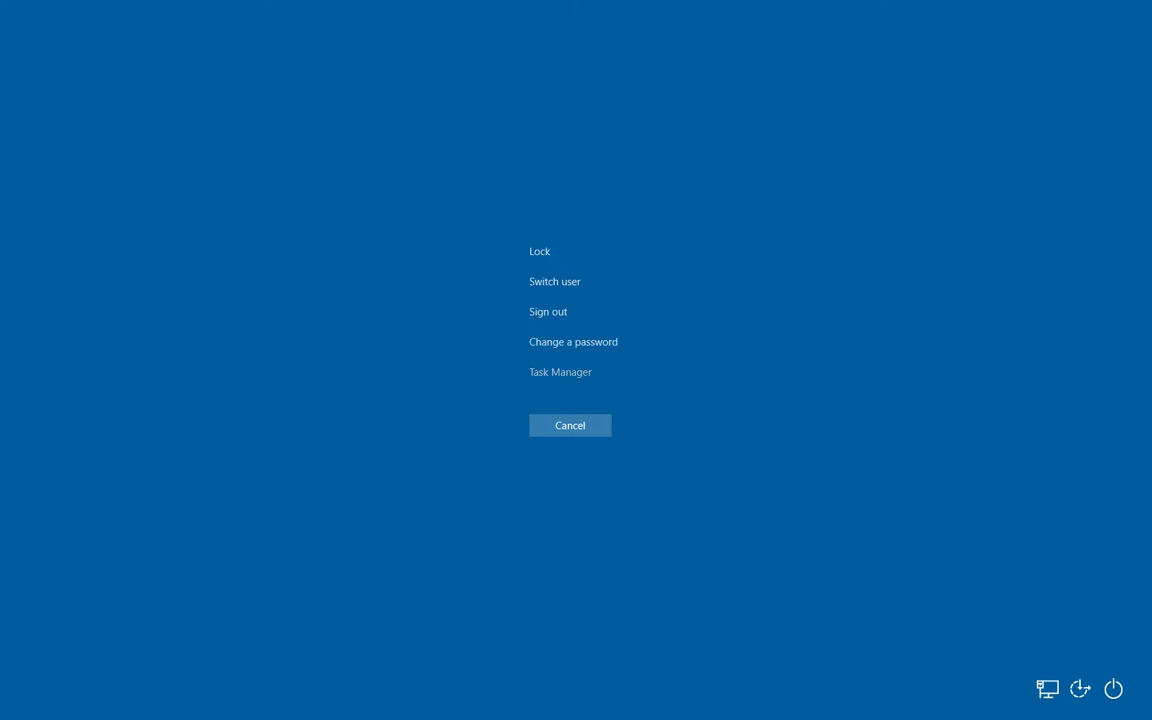 Lock
Switch user
Sign out
Change a password
Task Manager
Cancel